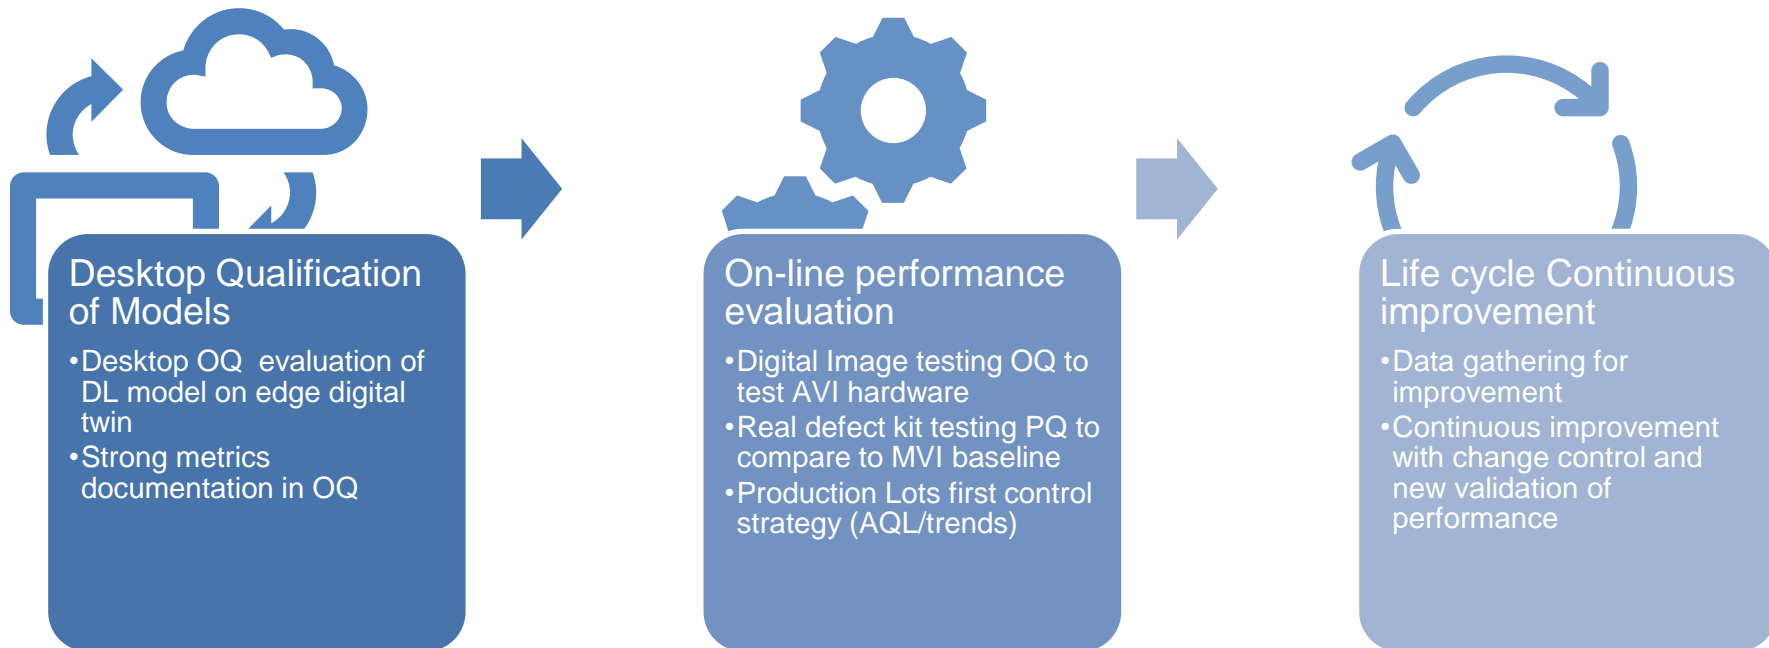 Desktop Qualification
of Models
•Desktop OQ  evaluation of
DL model on edge digital
twin
•Strong metrics
documentation in OQ
On-line performance
evaluation
•Digital Image testing OQ to
test AVI hardware
•Real defect kit testing PQ to
compare to MVI baseline
•Production Lots first control
strategy (AQL/trends)
Life cycle Continuous
improvement
•Data gathering for
improvement
•Continuous improvement
with change control and
new validation of
performance